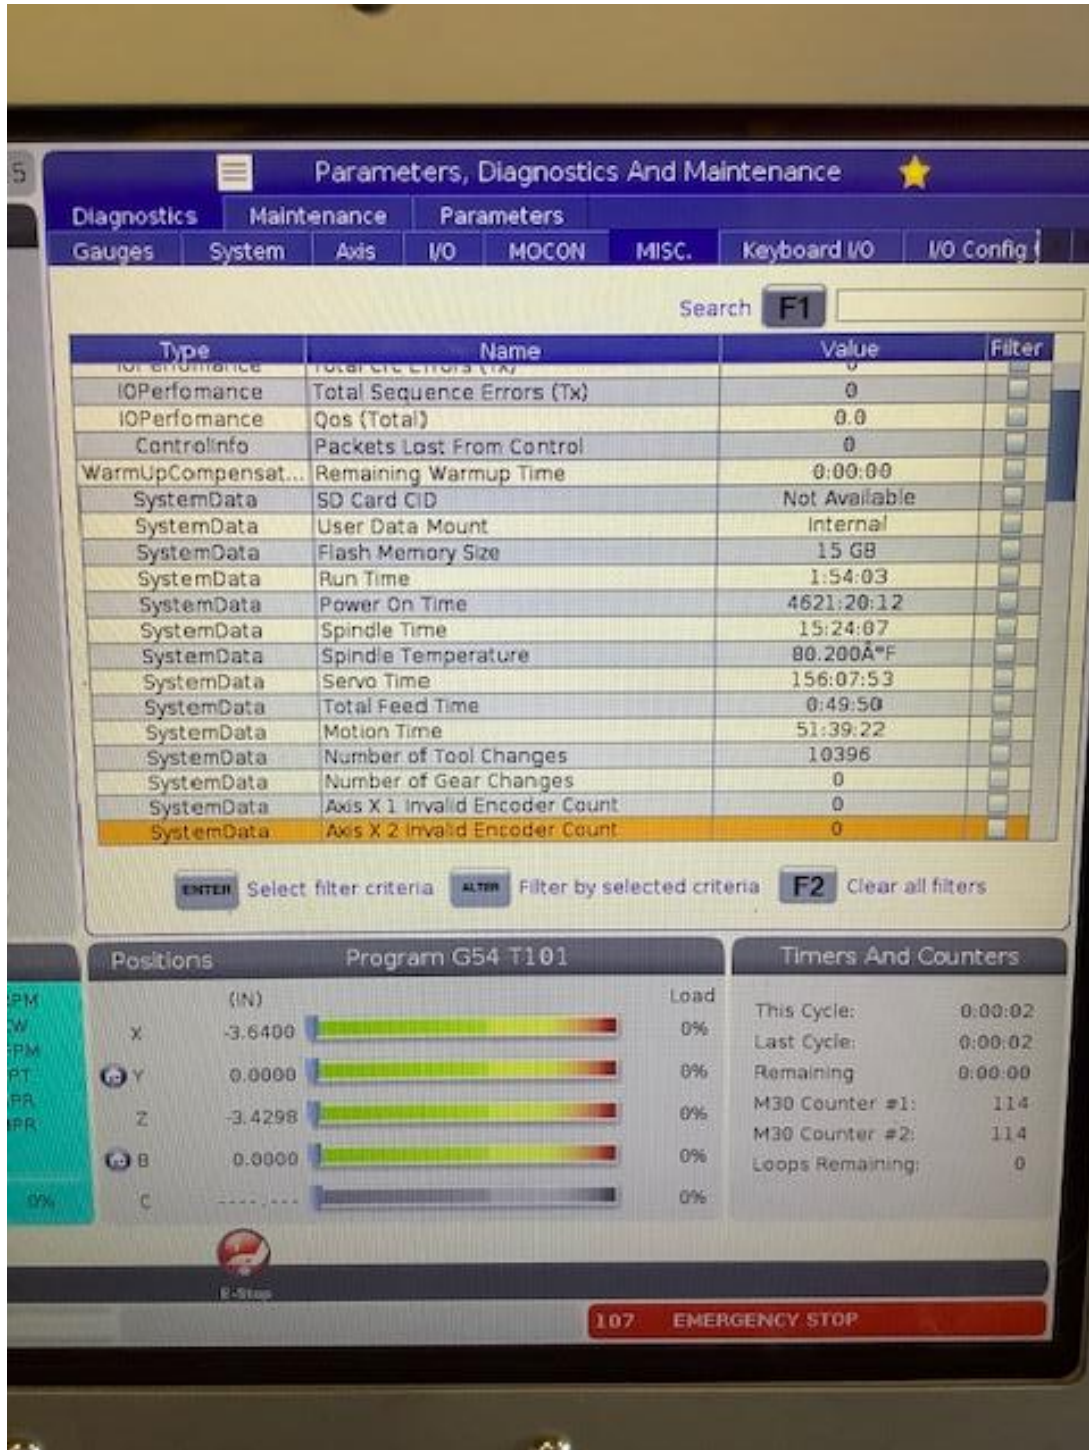 5
Parameters, Diagnostics And Maintenance
Diagnostics Maintenance Parameters
Gauges System Axis I/O MOCON MISC. Keyboard I/O I/O Config
Search F1
Type Name Value Filter
IOPerfomance Total CRC Errors (Tx) 0
IOPerfomance Total Sequence Errors (Tx) 0
IOPerfomance Qos (Total) 0.0
ControlInfo Packets Lost From Control 0
WarmUpCompensat... Remaining Warmup Time 0:00:00
SystemData SD Card CID Not Available
SystemData User Data Mount Internal
SystemData Flash Memory Size 15 GB
SystemData Run Time 1:54:03
SystemData Power On Time 4621:20:12
SystemData Spindle Time 15:24:07
SystemData Spindle Temperature 80.200Â°F
SystemData Servo Time 156:07:53
SystemData Total Feed Time 0:49:50
SystemData Motion Time 51:39:22
SystemData Number of Tool Changes 10396
SystemData Number of Gear Changes 0
SystemData Axis X 1 Invalid Encoder Count 0
SystemData Axis X 2 Invalid Encoder Count 0
ENTER Select filter criteria ALTER Filter by selected criteria F2 Clear all filters
Positions Program G54 T101
(IN) Load
X -3.6400 0%
Y 0.0000 0%
Z -3.4298 0%
B 0.0000 0%
C ----.--- 0%
Timers And Counters
This Cycle: 0:00:02
Last Cycle: 0:00:02
Remaining 0:00:00
M30 Counter #1: 114
M30 Counter #2: 114
Loops Remaining: 0
0%
E-Stop
107 EMERGENCY STOP